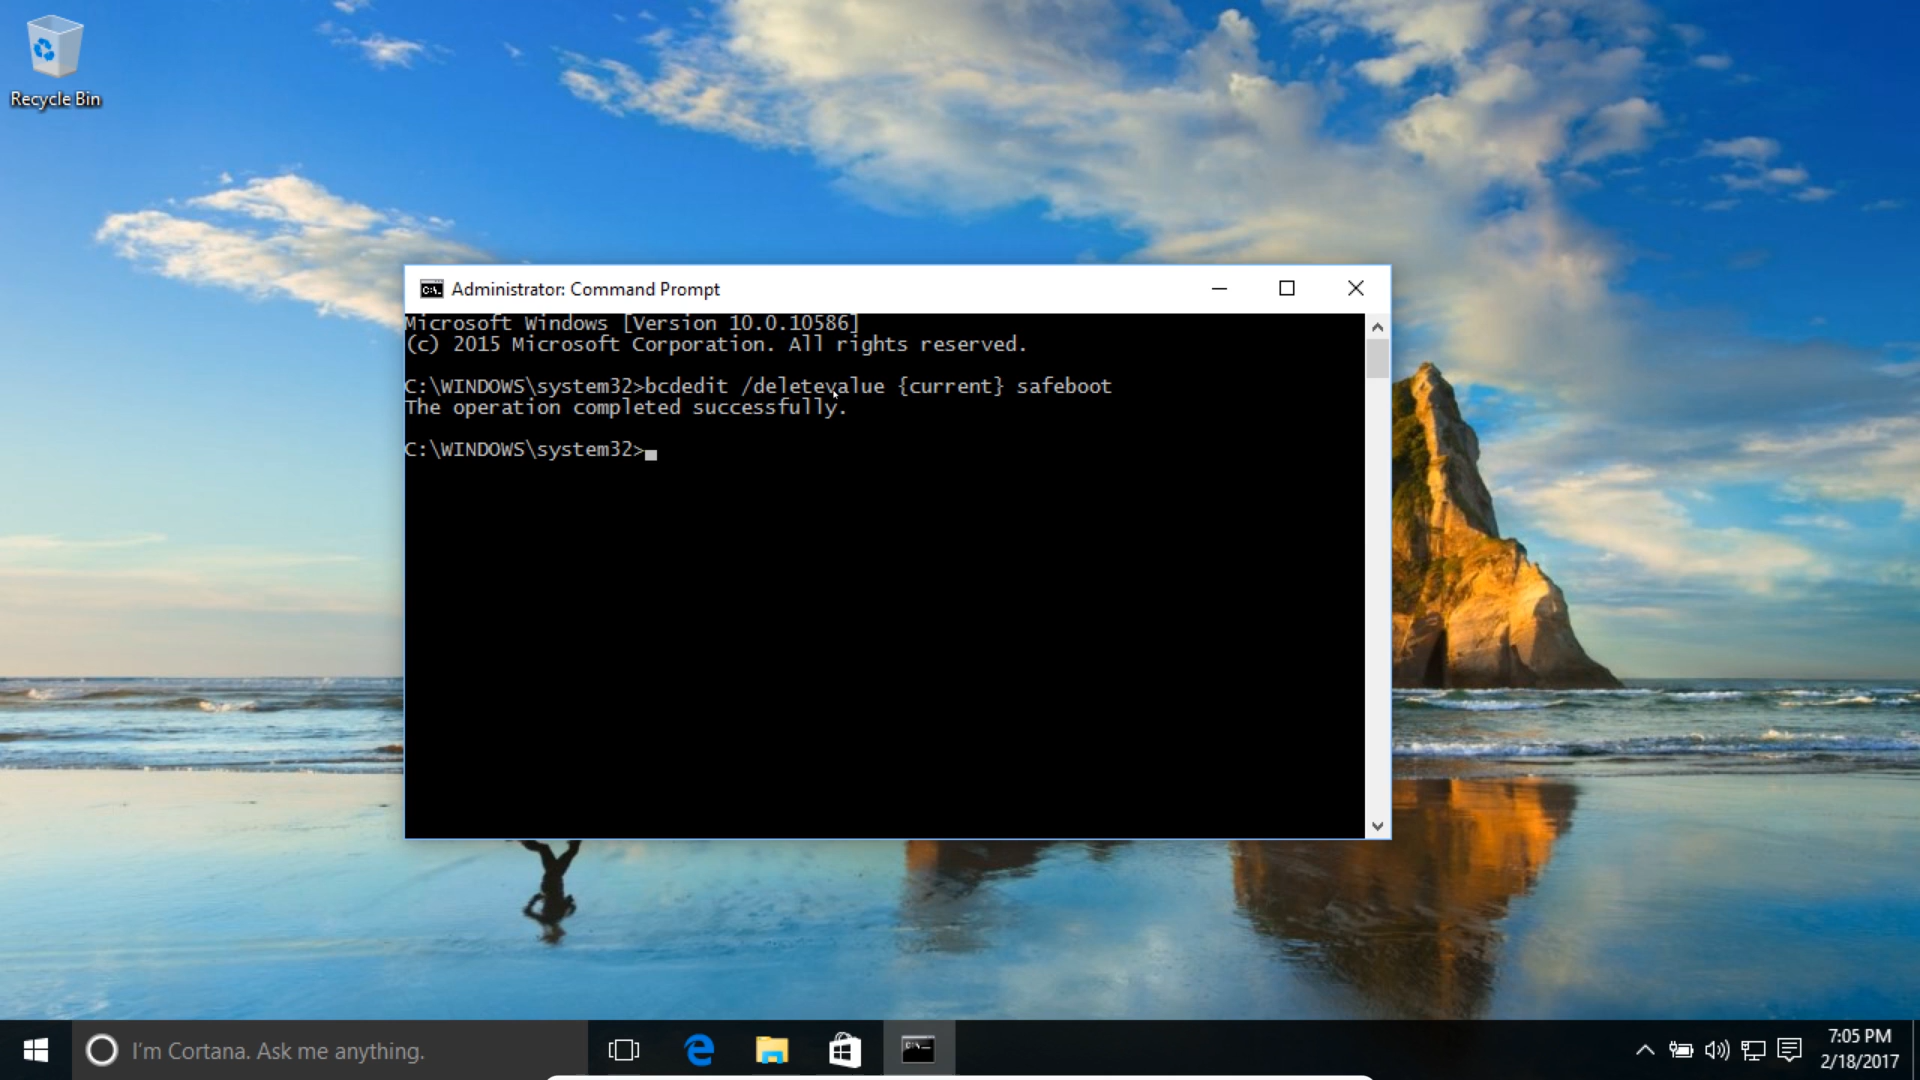 Recycle Bin
Administrator: Command Prompt
Microsoft Windows [Version 10.0.10586]
(c) 2015 Microsoft Corporation. All rights reserved.
C:\WINDOWS\system32>bcdedit /deletevalue {current} safeboot
The operation completed successfully.
C:\WINDOWS\system32>
I'm Cortana. Ask me anything.
7:05 PM
2/18/2017